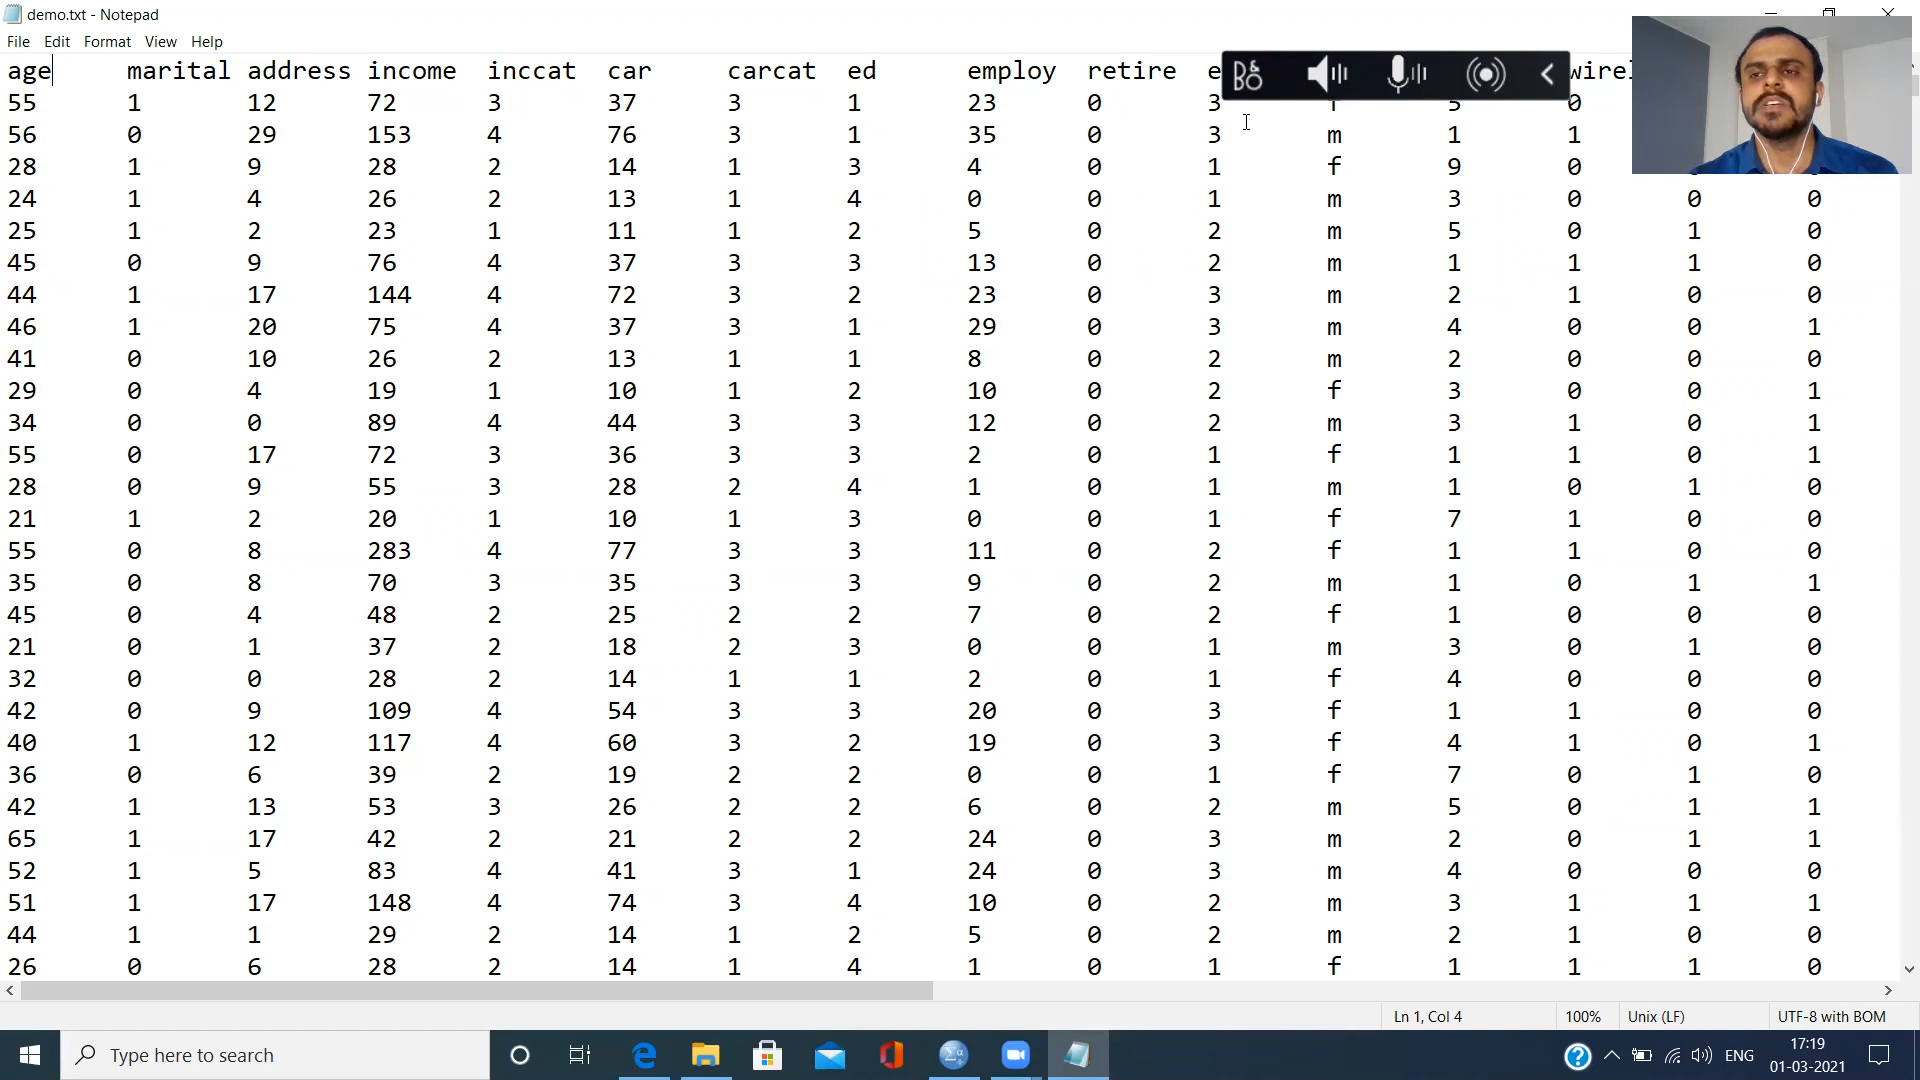 demo.txt - Notepad
File Edit Format View Help
age marital address income inccat car carcat ed employ retire
55 1 12 72 3 37 3 1 23 0 3 f 5 0
56 0 29 153 4 76 3 1 35 0 3 m 1 1
28 1 9 28 2 14 1 3 4 0 1 f 9 0
24 1 4 26 2 13 1 4 0 0 1 m 3 0 0 0
25 1 2 23 1 11 1 2 5 0 2 m 5 0 1 0
45 0 9 76 4 37 3 3 13 0 2 m 1 1 1 0
44 1 17 144 4 72 3 2 23 0 3 m 2 1 0 0
46 1 20 75 4 37 3 1 29 0 3 m 4 0 0 1
41 0 10 26 2 13 1 1 8 0 2 m 2 0 0 0
29 0 4 19 1 10 1 2 10 0 2 f 3 0 0 1
34 0 0 89 4 44 3 3 12 0 2 m 3 1 0 1
55 0 17 72 3 36 3 3 2 0 1 f 1 1 0 1
28 0 9 55 3 28 2 4 1 0 1 m 1 0 1 0
21 1 2 20 1 10 1 3 0 0 1 f 7 1 0 0
55 0 8 283 4 77 3 3 11 0 2 f 1 1 0 0
35 0 8 70 3 35 3 3 9 0 2 m 1 0 1 1
45 0 4 48 2 25 2 2 7 0 2 f 1 0 0 0
21 0 1 37 2 18 2 3 0 0 1 m 3 0 1 0
32 0 0 28 2 14 1 1 2 0 1 f 4 0 0 0
42 0 9 109 4 54 3 3 20 0 3 f 1 1 0 0
40 1 12 117 4 60 3 2 19 0 3 f 4 1 0 1
36 0 6 39 2 19 2 2 0 0 1 f 7 0 1 0
42 1 13 53 3 26 2 2 6 0 2 m 5 0 1 1
65 1 17 42 2 21 2 2 24 0 3 m 2 0 1 1
52 1 5 83 4 41 3 1 24 0 3 m 4 0 0 0
51 1 17 148 4 74 3 4 10 0 2 m 3 1 1 1
44 1 1 29 2 14 1 2 5 0 2 m 2 1 0 0
26 0 6 28 2 14 1 4 1 0 1 f 1 1 1 0
Ln 1, Col 4 100% Unix (LF) UTF-8 with BOM
Type here to search
ENG
17:19
01-03-2021